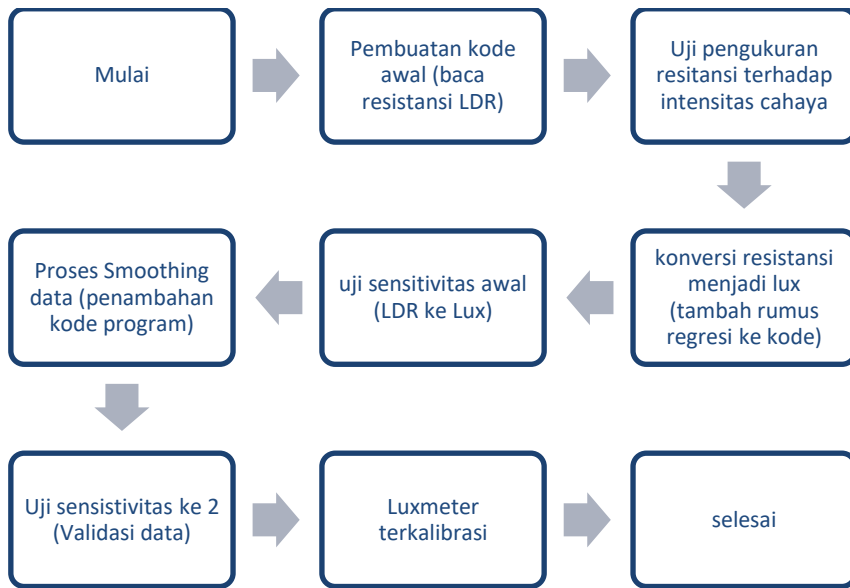 Mulai
Pembuatan kode
awal (baca
resistansi LDR)
Uji pengukuran
resitansi terhadap
intensitas cahaya
konversi resistansi
menjadi lux
(tambah rumus
regresi ke kode)
uji sensitivitas awal
(LDR ke Lux)
Proses Smoothing
data (penambahan
kode program)
Uji sensistivitas ke 2
(Validasi data)
Luxmeter
terkalibrasi
selesai